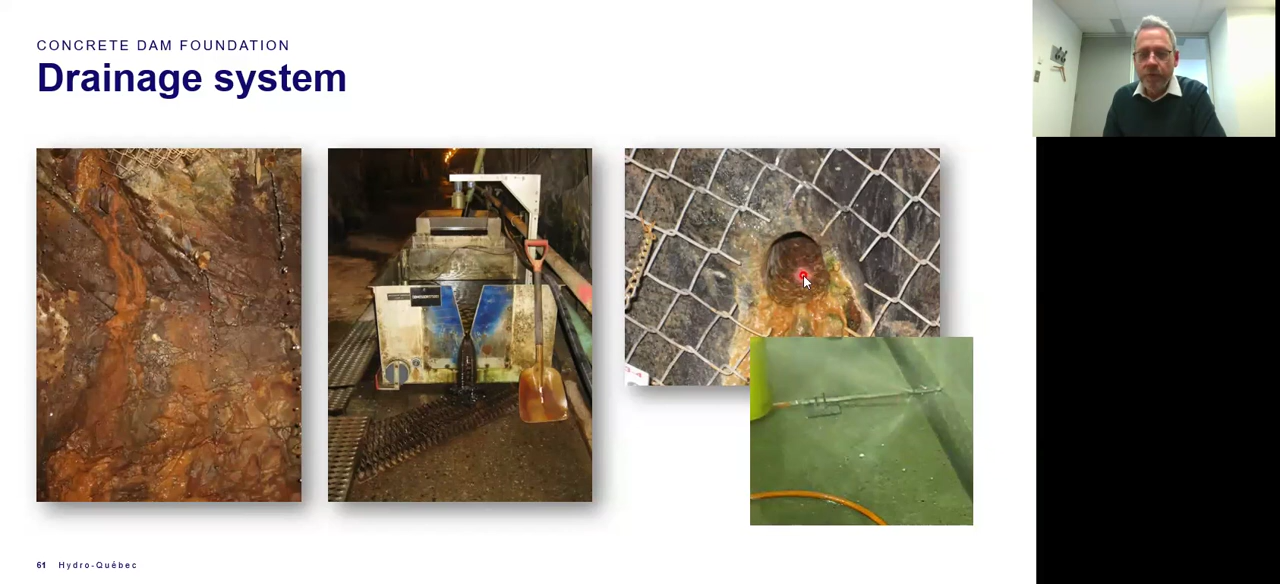 CONCRETE DAM FOUNDATION
Drainage system
61 Hydro-Québec